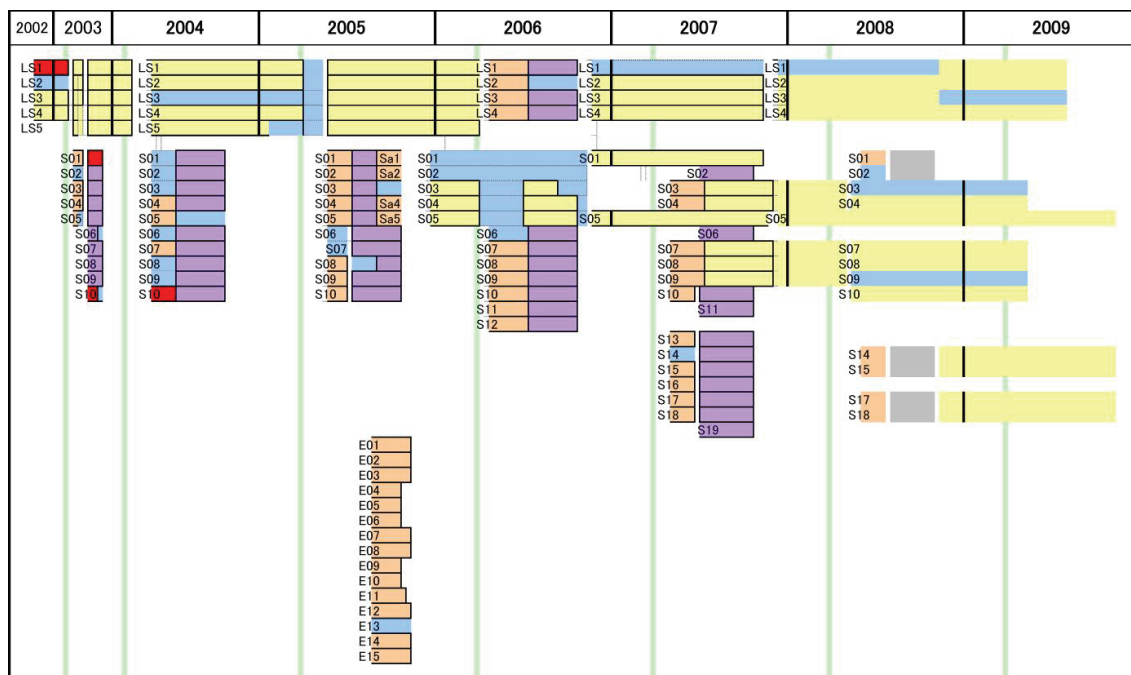 2002 2003 2004 2005 2006 2007 2008 2009
LS1 LS1 LS1 LS1 LS1
LS2 LS2 LS2 LS2 LS2
LS3 LS3 LS3 LS3 LS3
LS4 LS4 LS4 LS4 LS4
LS5 LS5
S01 S01 S01 Sa1 S01 S01 S01
S02 S02 S02 Sa2 S02 S02 S02
S03 S03 S03 S03 S03 S03
S04 S04 S04 Sa4 S04 S04 S04
S05 S05 S05 Sa5 S05 S05 S05
S06 S06 S06 S06 S06
S07 S07 S07 S07 S07 S07
S08 S08 S08 S08 S08 S08
S09 S09 S09 S09 S09 S09
S10 S10 S10 S10 S10 S10
S11 S11
S12
S13
S14 S14
S15 S15
S16
S17 S17
S18 S18
S19
E01
E02
E03
E04
E05
E06
E07
E08
E09
E10
E11
E12
E13
E14
E15